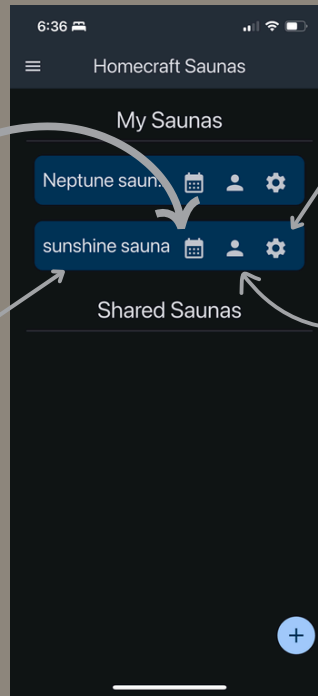 6:36
Homecraft Saunas
My Saunas
Neptune saun...
sunshine sauna
Shared Saunas